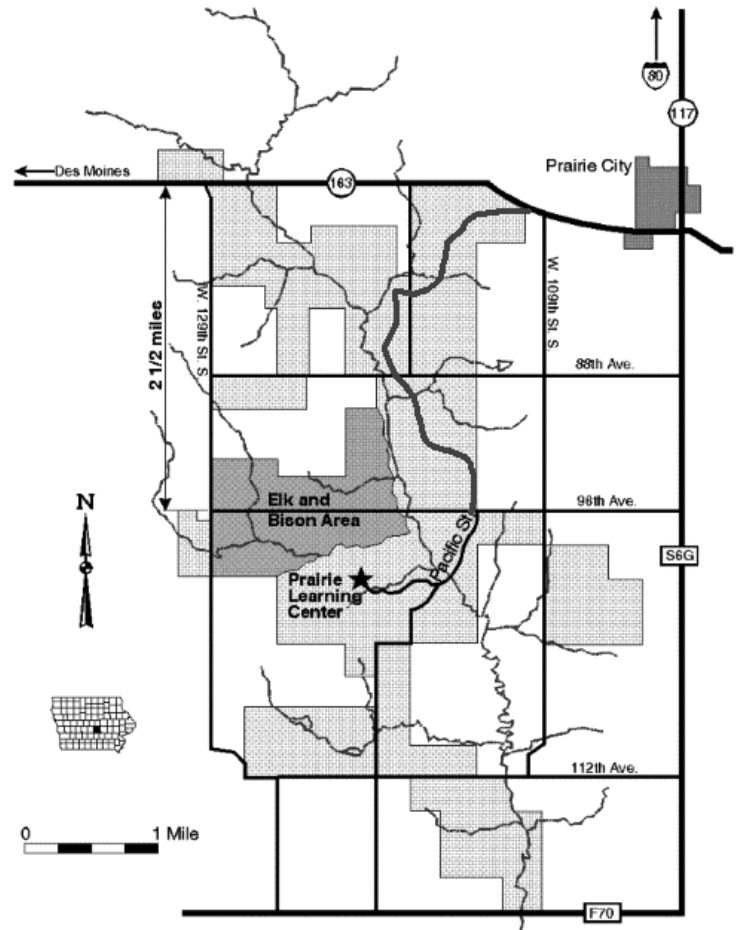 80
117
Prairie City
Des Moines
163
W. 129th St. S.
W. 109th St. S.
2 1/2 miles
88th Ave.
Elk and
Bison Area
96th Ave.
N
Pacific St.
S6G
Prairie
Learning
Center
112th Ave.
0 1 Mile
F70